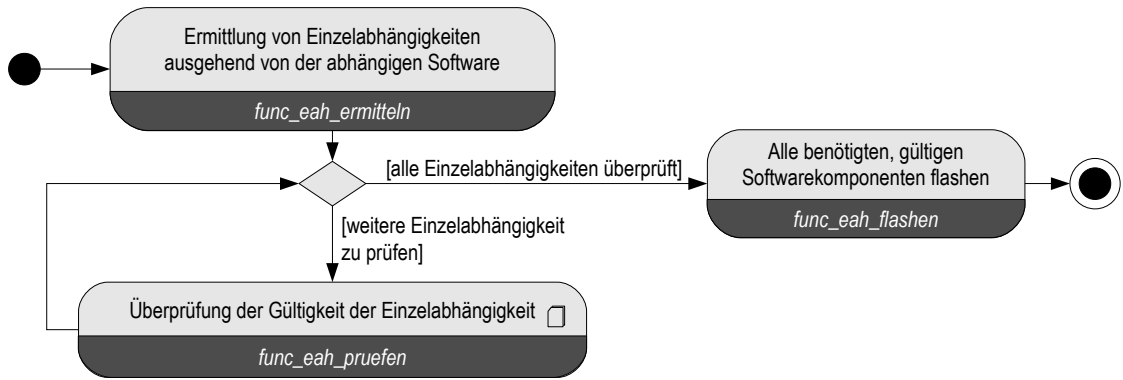 Ermittlung von Einzelabhängigkeiten
ausgehend von der abhängigen Software
func_eah_ermitteln
[alle Einzelabhängigkeiten überprüft]
Alle benötigten, gültigen
Softwarekomponenten flashen
func_eah_flashen
[weitere Einzelabhängigkeit
zu prüfen]
Überprüfung der Gültigkeit der Einzelabhängigkeit
func_eah_pruefen